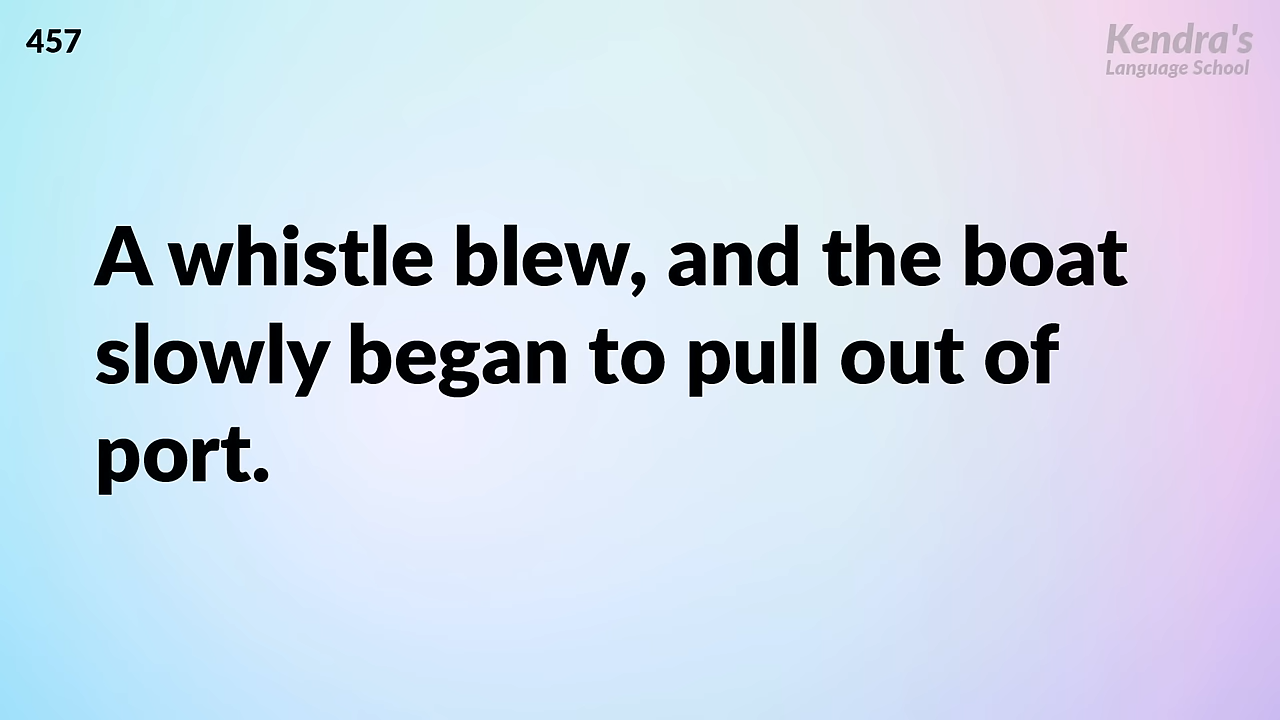 457
Kendra's
Language School
A whistle blew, and the boat
slowly began to pull out of
port.